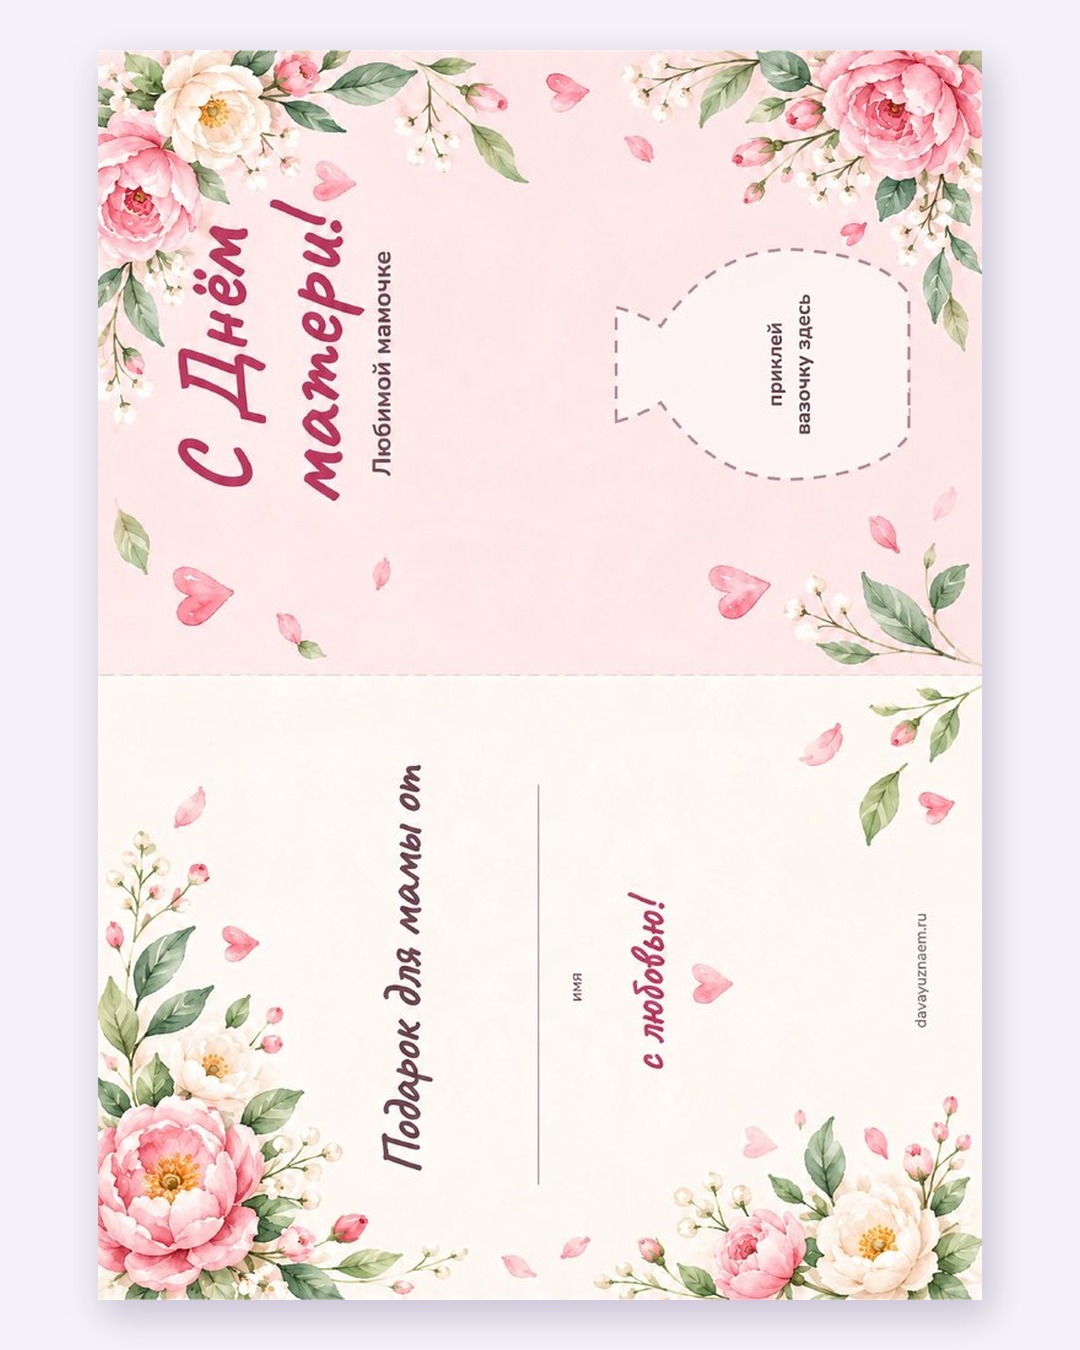 С Днём
матери!
Любимой мамочке
приклей
вазочку здесь
Подарок для мамы от
имя
с любовью!
davayuznaem.ru